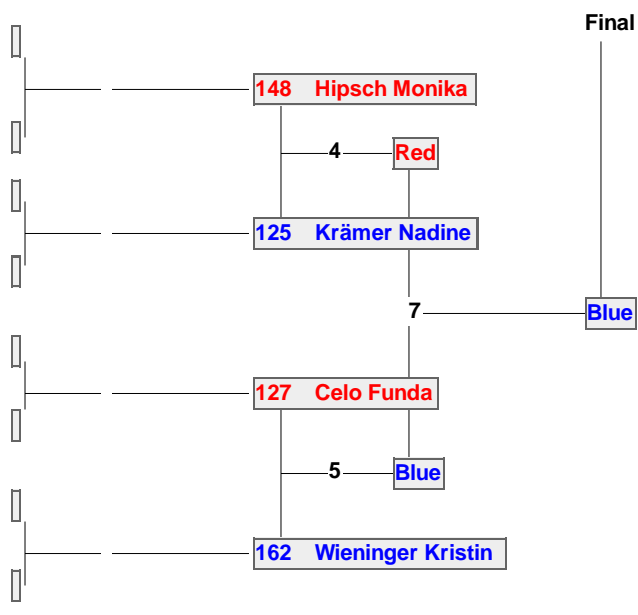 Final
148 Hipsch Monika
4 Red
125 Krämer Nadine
7 Blue
127 Celo Funda
5 Blue
162 Wieninger Kristin